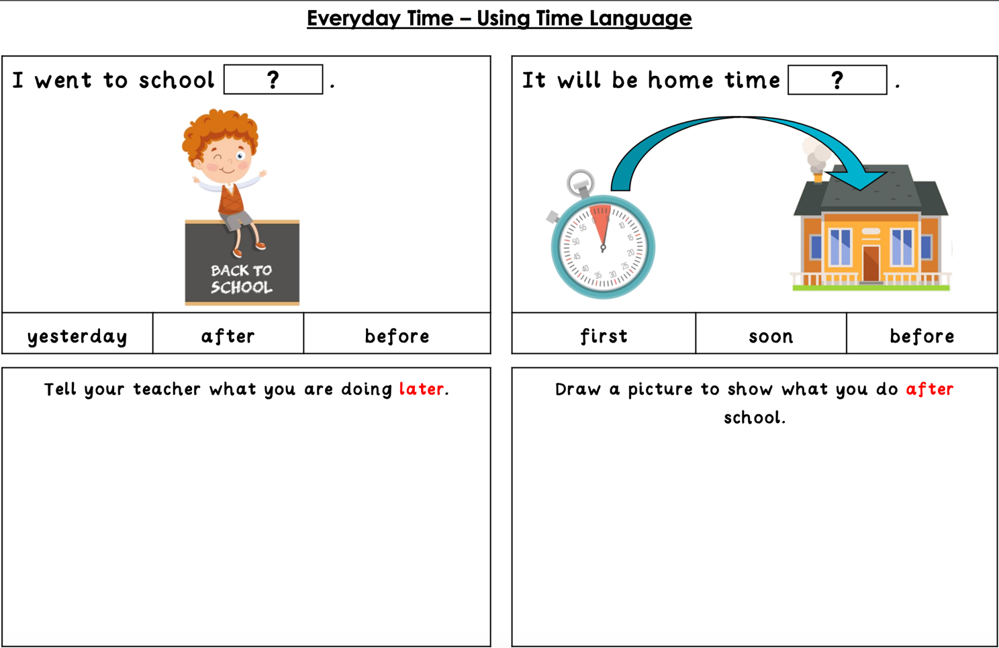 Everyday Time – Using Time Language
I went to school ? .
BACK TO
SCHOOL
yesterday after before
It will be home time ? .
0 5 10 15 20 25 30 35 40 45 50 55
first soon before
Tell your teacher what you are doing later.
Draw a picture to show what you do after
school.